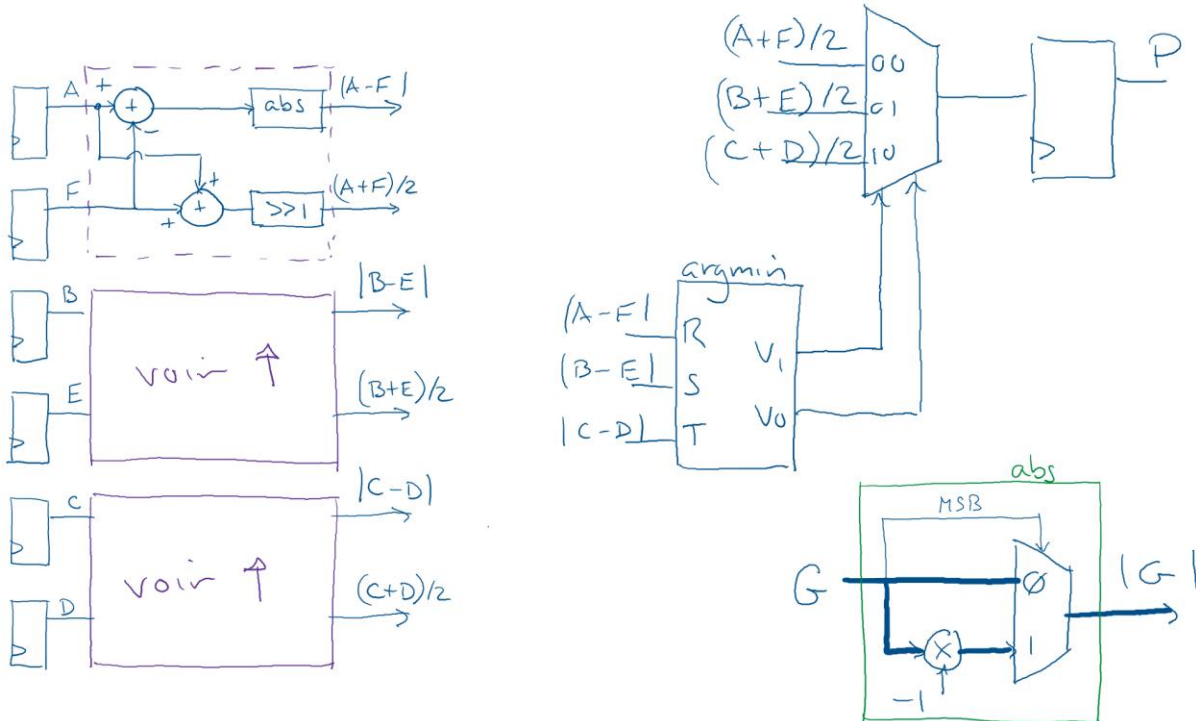 A
+
+
-
abs
|A-F|
F
+
+
+
>>1
(A+F)/2
B
|B-E|
voir ↑
E
(B+E)/2
C
|C-D|
voir ↑
D
(C+D)/2
(A+F)/2
00
(B+E)/2
01
(C+D)/2
10
P
argmin
|A-F|
R
V1
|B-E|
S
V0
|C-D|
T
abs
MSB
G
0
|G|
X
1
-1